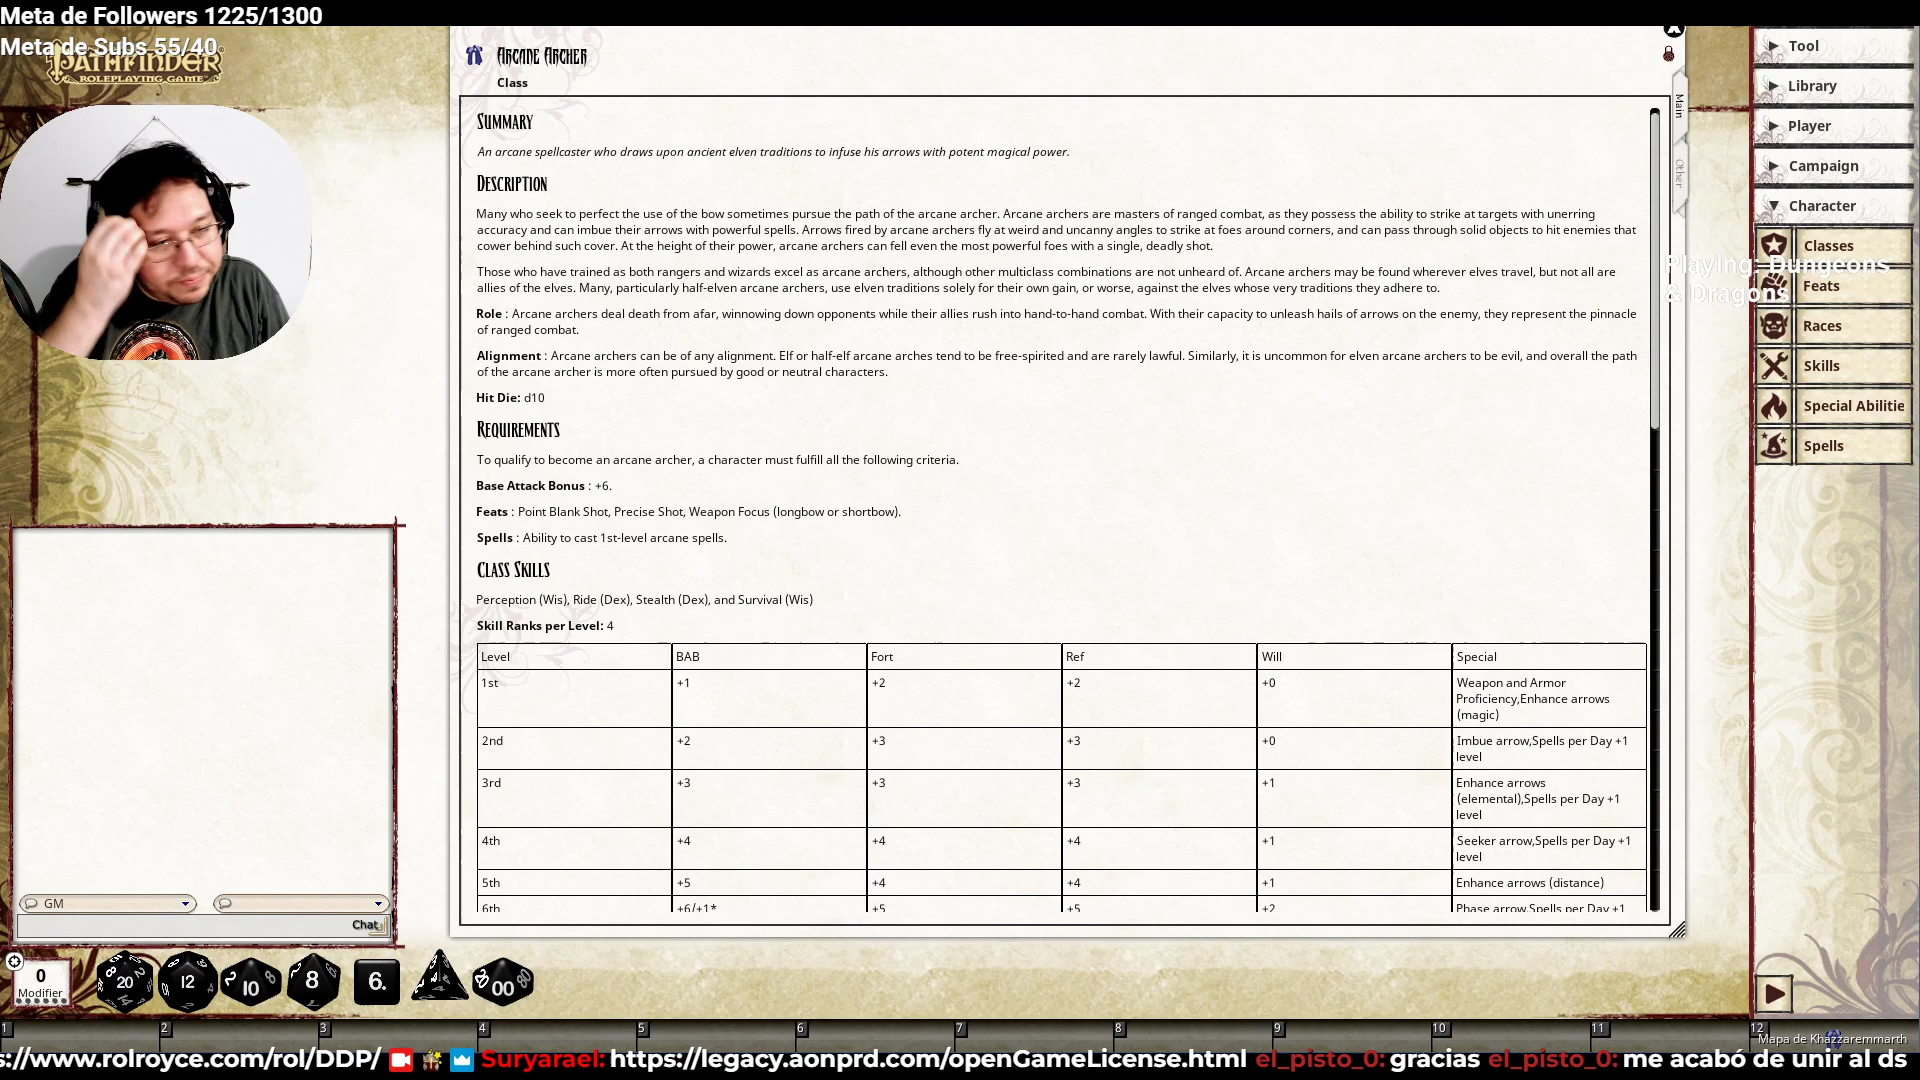 Meta de Followers 1225/1300
Meta de Subs 55/40
PATHFINDER
ROLEPLAYING GAME
Arcane Archer
Class
Main
Other
Summary
An arcane spellcaster who draws upon ancient elven traditions to infuse his arrows with potent magical power.
Description
Many who seek to perfect the use of the bow sometimes pursue the path of the arcane archer. Arcane archers are masters of ranged combat, as they possess the ability to strike at targets with unerring
accuracy and can imbue their arrows with powerful spells. Arrows fired by arcane archers fly at weird and uncanny angles to strike at foes around corners, and can pass through solid objects to hit enemies that
cower behind such cover. At the height of their power, arcane archers can fell even the most powerful foes with a single, deadly shot.
Those who have trained as both rangers and wizards excel as arcane archers, although other multiclass combinations are not unheard of. Arcane archers may be found wherever elves travel, but not all are
allies of the elves. Many, particularly half-elven arcane archers, use elven traditions solely for their own gain, or worse, against the elves whose very traditions they adhere to.
Role : Arcane archers deal death from afar, winnowing down opponents while their allies rush into hand-to-hand combat. With their capacity to unleash hails of arrows on the enemy, they represent the pinnacle
of ranged combat.
Alignment : Arcane archers can be of any alignment. Elf or half-elf arcane arches tend to be free-spirited and are rarely lawful. Similarly, it is uncommon for elven arcane archers to be evil, and overall the path
of the arcane archer is more often pursued by good or neutral characters.
Hit Die: d10
Requirements
To qualify to become an arcane archer, a character must fulfill all the following criteria.
Base Attack Bonus : +6.
Feats : Point Blank Shot, Precise Shot, Weapon Focus (longbow or shortbow).
Spells : Ability to cast 1st-level arcane spells.
Class Skills
Perception (Wis), Ride (Dex), Stealth (Dex), and Survival (Wis)
Skill Ranks per Level: 4
Level BAB Fort Ref Will Special
1st +1 +2 +2 +0 Weapon and Armor
Proficiency,Enhance arrows
(magic)
2nd +2 +3 +3 +0 Imbue arrow,Spells per Day +1
level
3rd +3 +3 +3 +1 Enhance arrows
(elemental),Spells per Day +1
level
4th +4 +4 +4 +1 Seeker arrow,Spells per Day +1
level
5th +5 +4 +4 +1 Enhance arrows (distance)
6th +6/+1* +5 +5 +2 Phase arrow,Spells per Day +1
Tool
Library
Player
Campaign
Character
Classes
Feats
Races
Skills
Special Abilitie
Spells
Playing: Dungeons
& Dragons
GM
Chat
0
Modifier
20 12 10 8 6. 00
1 2 3 4 5 6 7 8 9 10 11 12
Mapa de Khazzaremmarth
s://www.rolroyce.com/rol/DDP/ Suryarael: https://legacy.aonprd.com/openGameLicense.html el_pisto_0: gracias el_pisto_0: me acabó de unir al ds